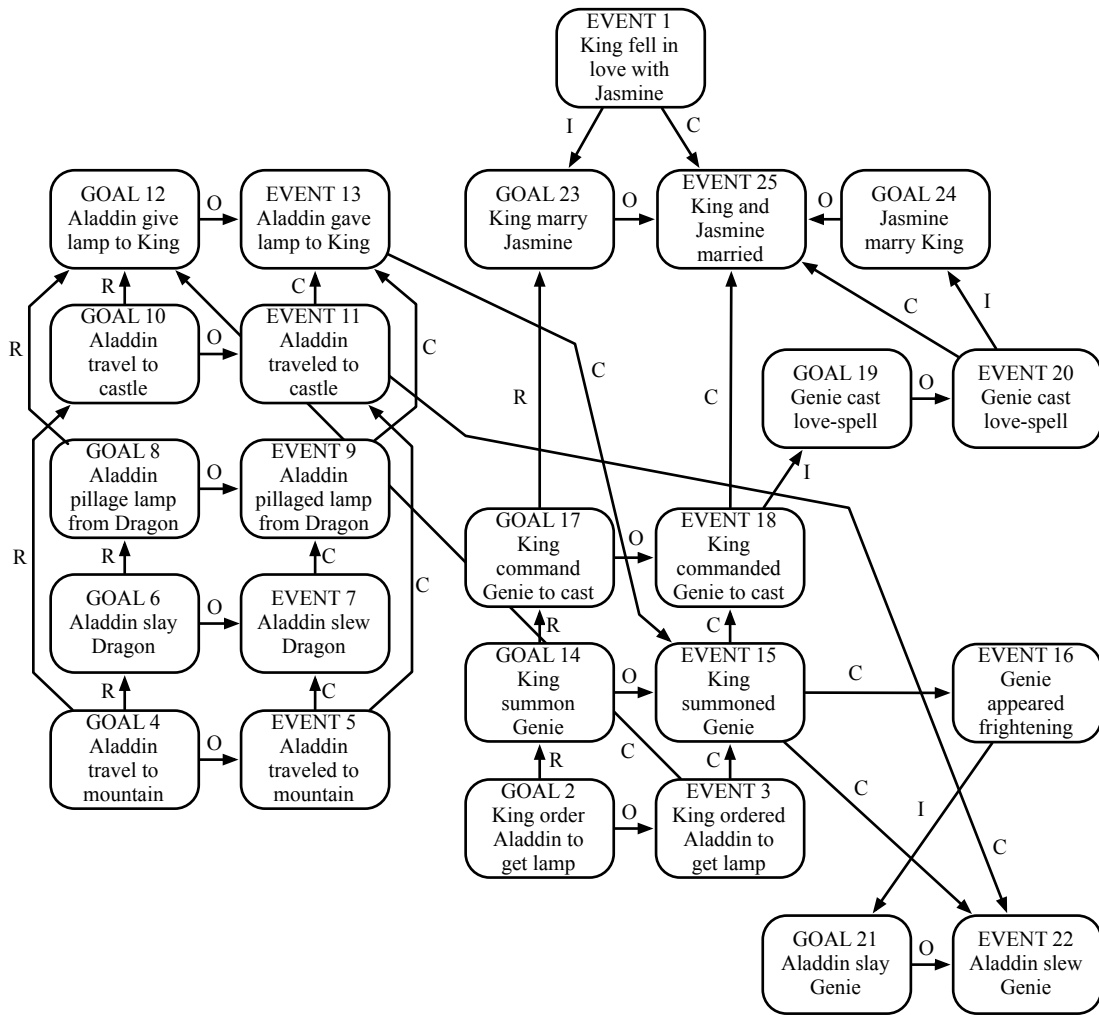 EVENT 1
King fell in
love with
Jasmine
I
C
GOAL 12
Aladdin give
lamp to King
O
EVENT 13
Aladdin gave
lamp to King
GOAL 23
King marry
Jasmine
O
EVENT 25
King and
Jasmine
married
O
GOAL 24
Jasmine
marry King
R
C
C
I
GOAL 10
Aladdin
travel to
castle
O
EVENT 11
Aladdin
traveled to
castle
R
C
C
R
C
GOAL 19
Genie cast
love-spell
O
EVENT 20
Genie cast
love-spell
GOAL 8
Aladdin
pillage lamp
from Dragon
O
EVENT 9
Aladdin
pillaged lamp
from Dragon
I
R
R
C
C
GOAL 17
King
command
Genie to cast
O
EVENT 18
King
commanded
Genie to cast
GOAL 6
Aladdin slay
Dragon
O
EVENT 7
Aladdin slew
Dragon
R
C
R
C
GOAL 14
King
summon
Genie
O
EVENT 15
King
summoned
Genie
C
EVENT 16
Genie
appeared
frightening
GOAL 4
Aladdin
travel to
mountain
O
EVENT 5
Aladdin
traveled to
mountain
R
C
C
C
I
C
GOAL 2
King order
Aladdin to
get lamp
O
EVENT 3
King ordered
Aladdin to
get lamp
GOAL 21
Aladdin slay
Genie
O
EVENT 22
Aladdin slew
Genie